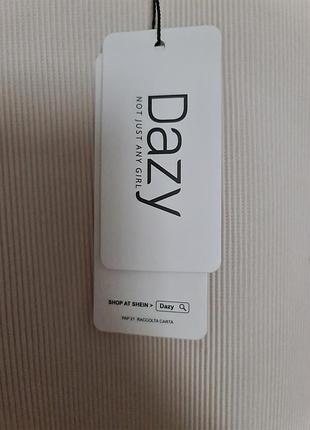 Dazy
NOT JUST ANY GIRL
SHOP AT SHEIN > Dazy
PAP 21 RACCOLTA CARTA